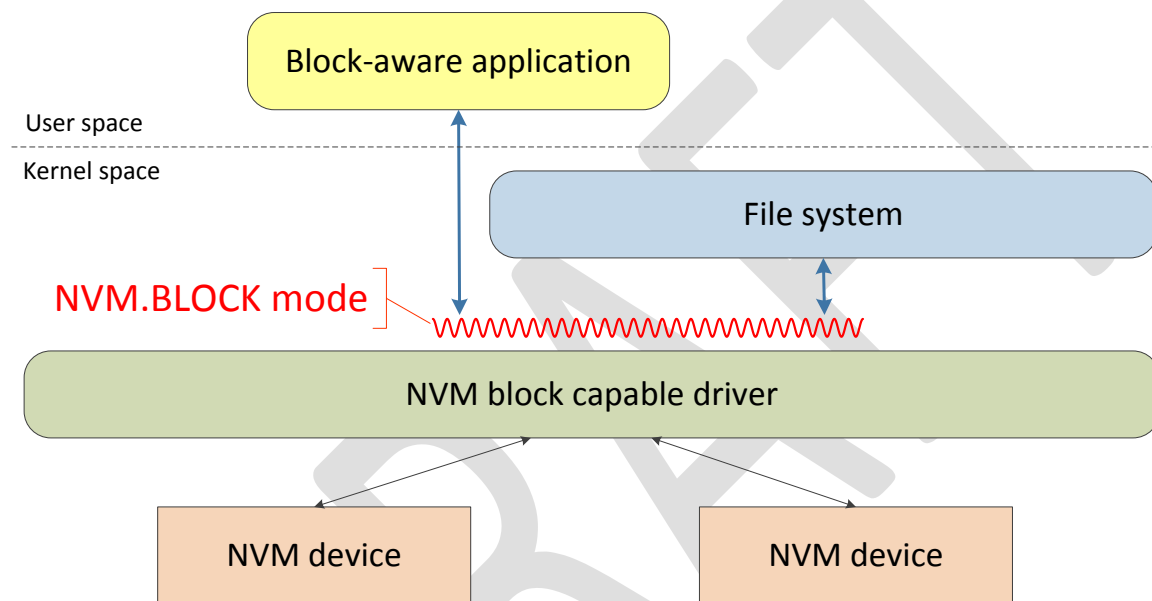 Block-aware application
User space
Kernel space
File system
NVM.BLOCK mode
NVM block capable driver
NVM device
NVM device
DRAFT